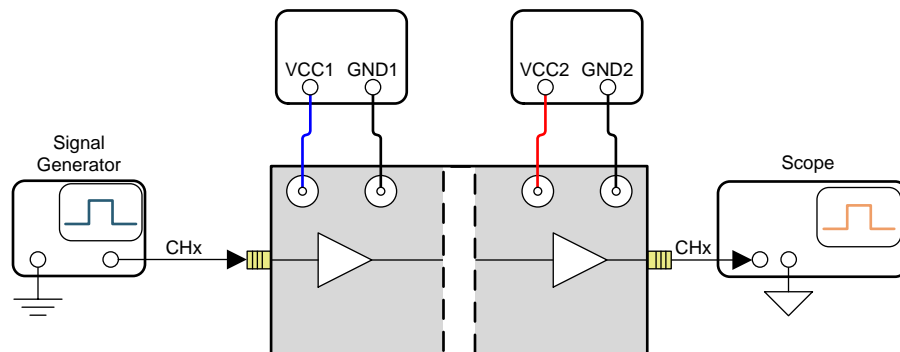 VCC1 GND1
VCC2 GND2
Signal
Generator
Scope
CHx
CHx